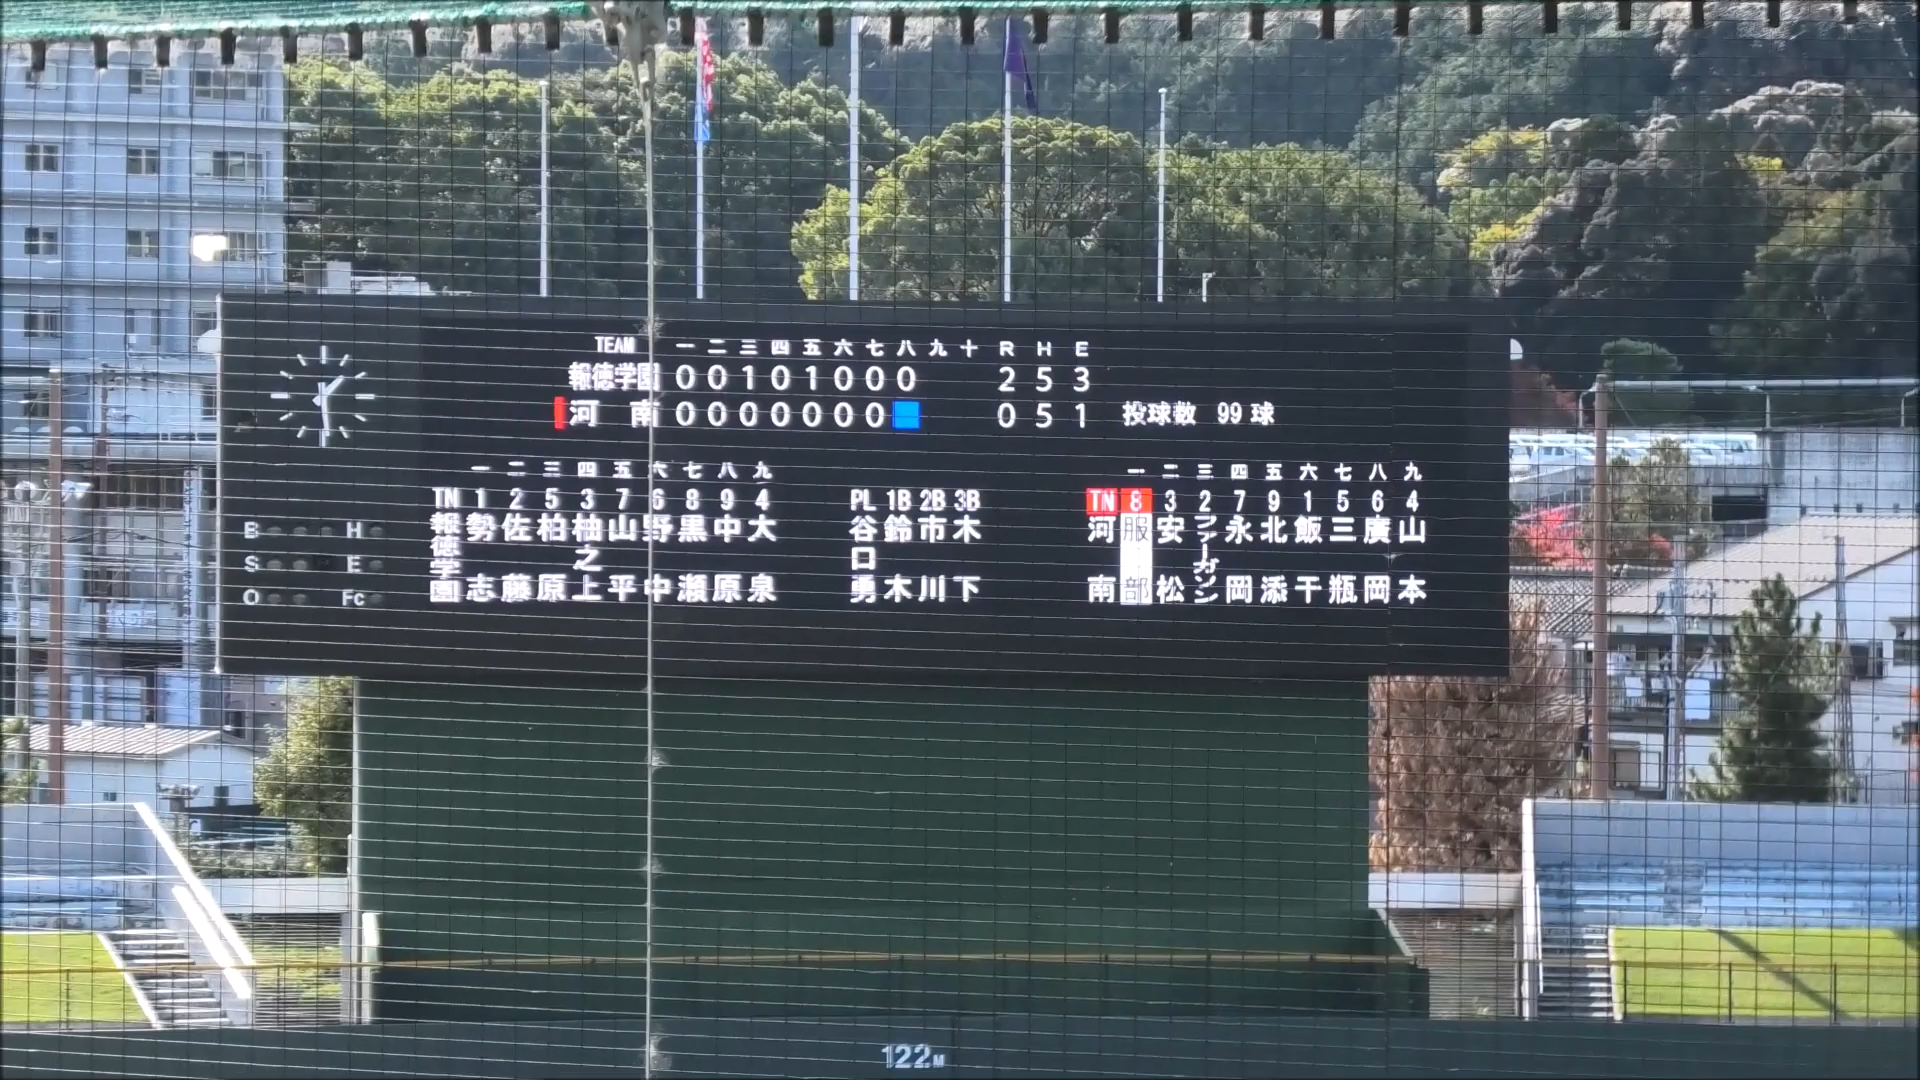 TEAM 一 二 三 四 五 六 七 八 九 十 R H E
報徳学園 0 0 1 0 1 0 0 0 2 5 3
河 南 0 0 0 0 0 0 0 0 5 1 投球数 99 球
一 二 三 四 五 六 七 八 九
TN 1 2 5 3 7 6 8 9 4
報徳学園 勢志 佐藤 柏原 柚之上 山平 野中 黒瀬 中原 大泉
PL 1B 2B 3B
谷口勇 鈴木 市川 木下
一 二 三 四 五 六 七 八 九
TN 8 3 2 7 9 1 5 6 4
河南 服部 安松 ファーガン 永岡 北添 飯干 三瓶 廣岡 山本
B H
S E
O Fc
122M